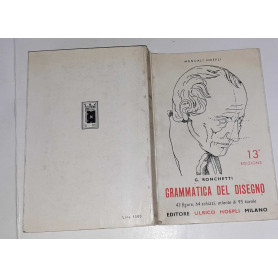 MANUALI HOEPLI
13ª
EDIZIONE
G. RONCHETTI
GRAMMATICA DEL DISEGNO
EDITORE ULRICO HOEPLI MILANO